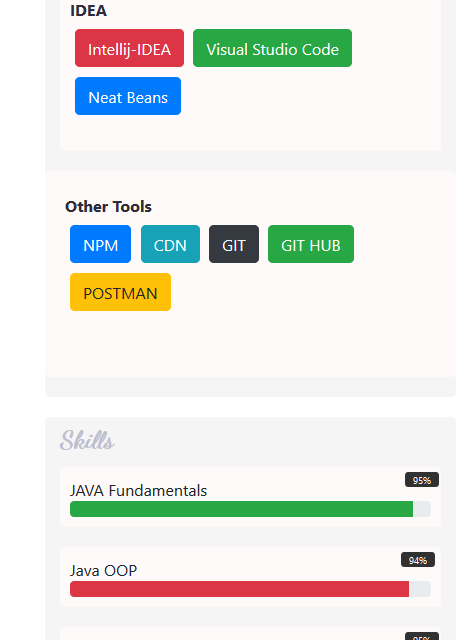 IDEA
Intellij-IDEA Visual Studio Code
Neat Beans
Other Tools
NPM CDN GIT GIT HUB
POSTMAN
Skills
95%
JAVA Fundamentals
94%
Java OOP